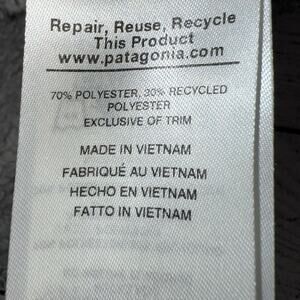 Repair, Reuse, Recycle
This Product
www.patagonia.com
70% POLYESTER, 30% RECYCLED
POLYESTER
EXCLUSIVE OF TRIM
MADE IN VIETNAM
FABRIQUÉ AU VIETNAM
HECHO EN VIETNAM
FATTO IN VIETNAM